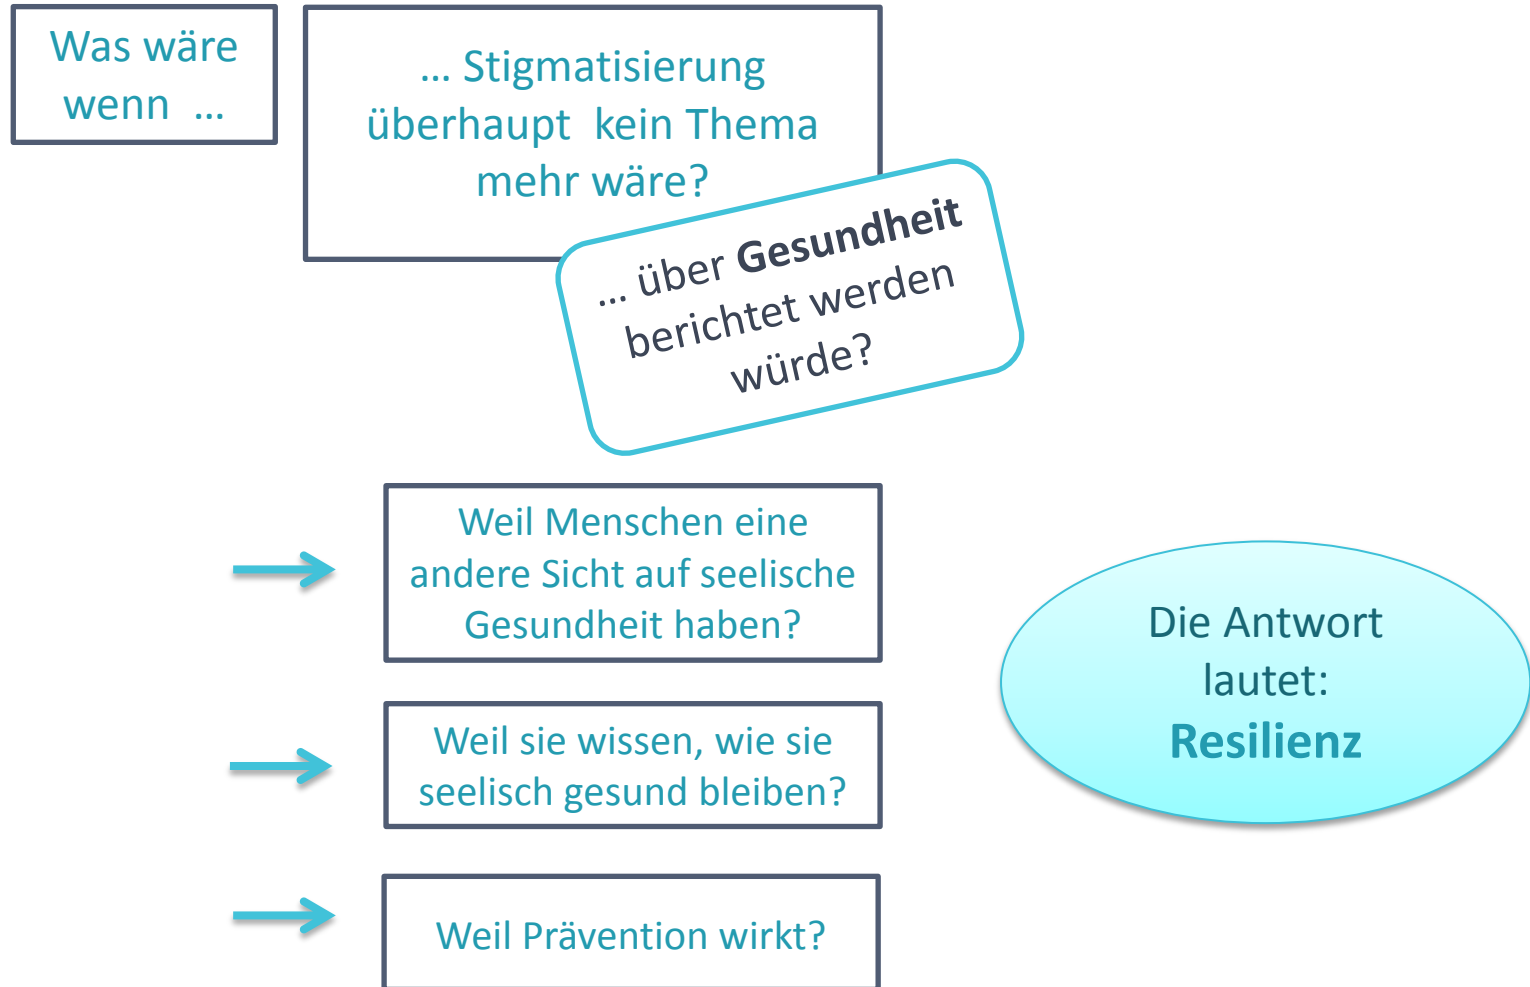 Was wäre
wenn ...
... Stigmatisierung
überhaupt kein Thema
mehr wäre?
... über Gesundheit
berichtet werden
würde?
Weil Menschen eine
andere Sicht auf seelische
Gesundheit haben?
Weil sie wissen, wie sie
seelisch gesund bleiben?
Weil Prävention wirkt?
Die Antwort
lautet:
Resilienz